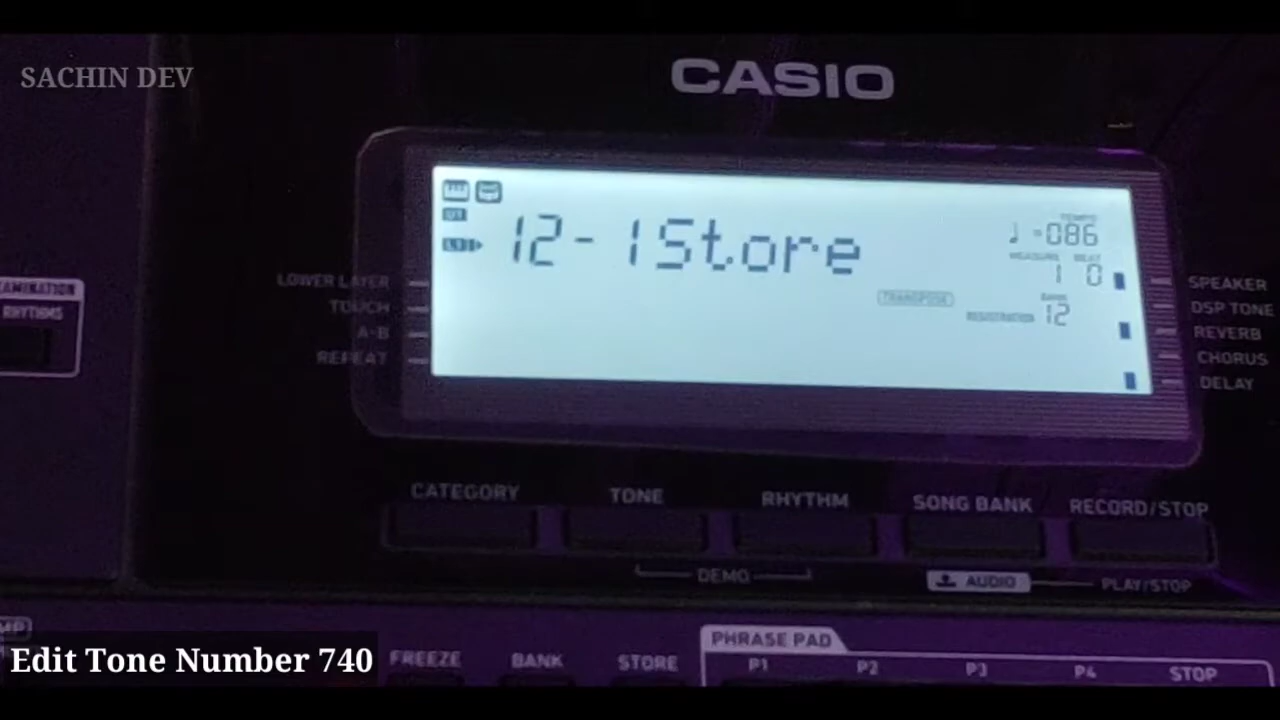 SACHIN DEV
CASIO
12-1Store
TEMPO
=086
MEASURE BEAT
1 0
TRANSPOSE
BANK
REGISTRATION 12
U1
LOWER LAYER
TOUCH
A-B
REPEAT
SPEAKER
DSP TONE
REVERB
CHORUS
DELAY
RHYTHMS
CATEGORY
TONE
RHYTHM
SONG BANK
RECORD/STOP
DEMO
AUDIO
PLAY/STOP
Edit Tone Number 740
FREEZE
BANK
STORE
PHRASE PAD
P1
P2
P3
P4
STOP